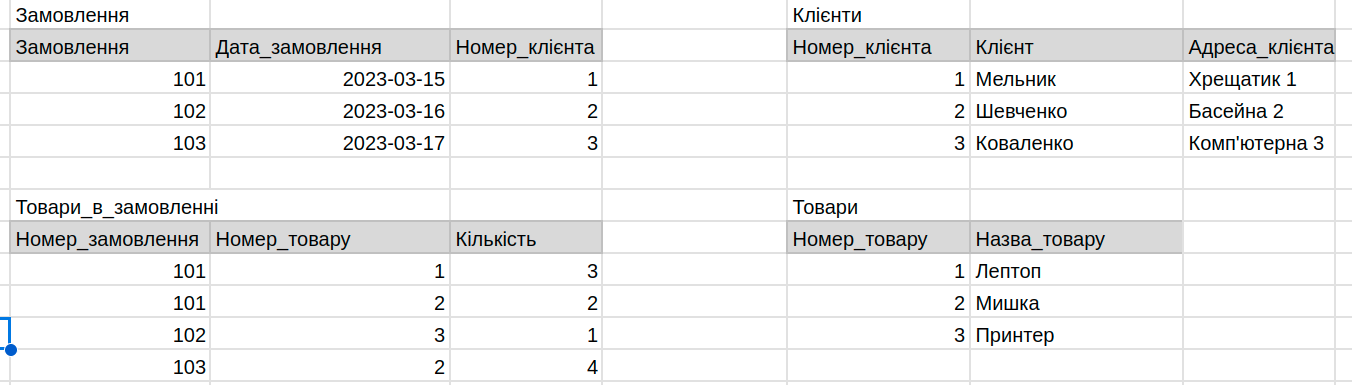 Замовлення
Замовлення Дата_замовлення Номер_клієнта
101 2023-03-15 1
102 2023-03-16 2
103 2023-03-17 3
Клієнти
Номер_клієнта Клієнт Адреса_клієнта
1 Мельник Хрещатик 1
2 Шевченко Басейна 2
3 Коваленко Комп'ютерна 3
Товари_в_замовленні
Номер_замовлення Номер_товару Кількість
101 1 3
101 2 2
102 3 1
103 2 4
Товари
Номер_товару Назва_товару
1 Лептоп
2 Мишка
3 Принтер